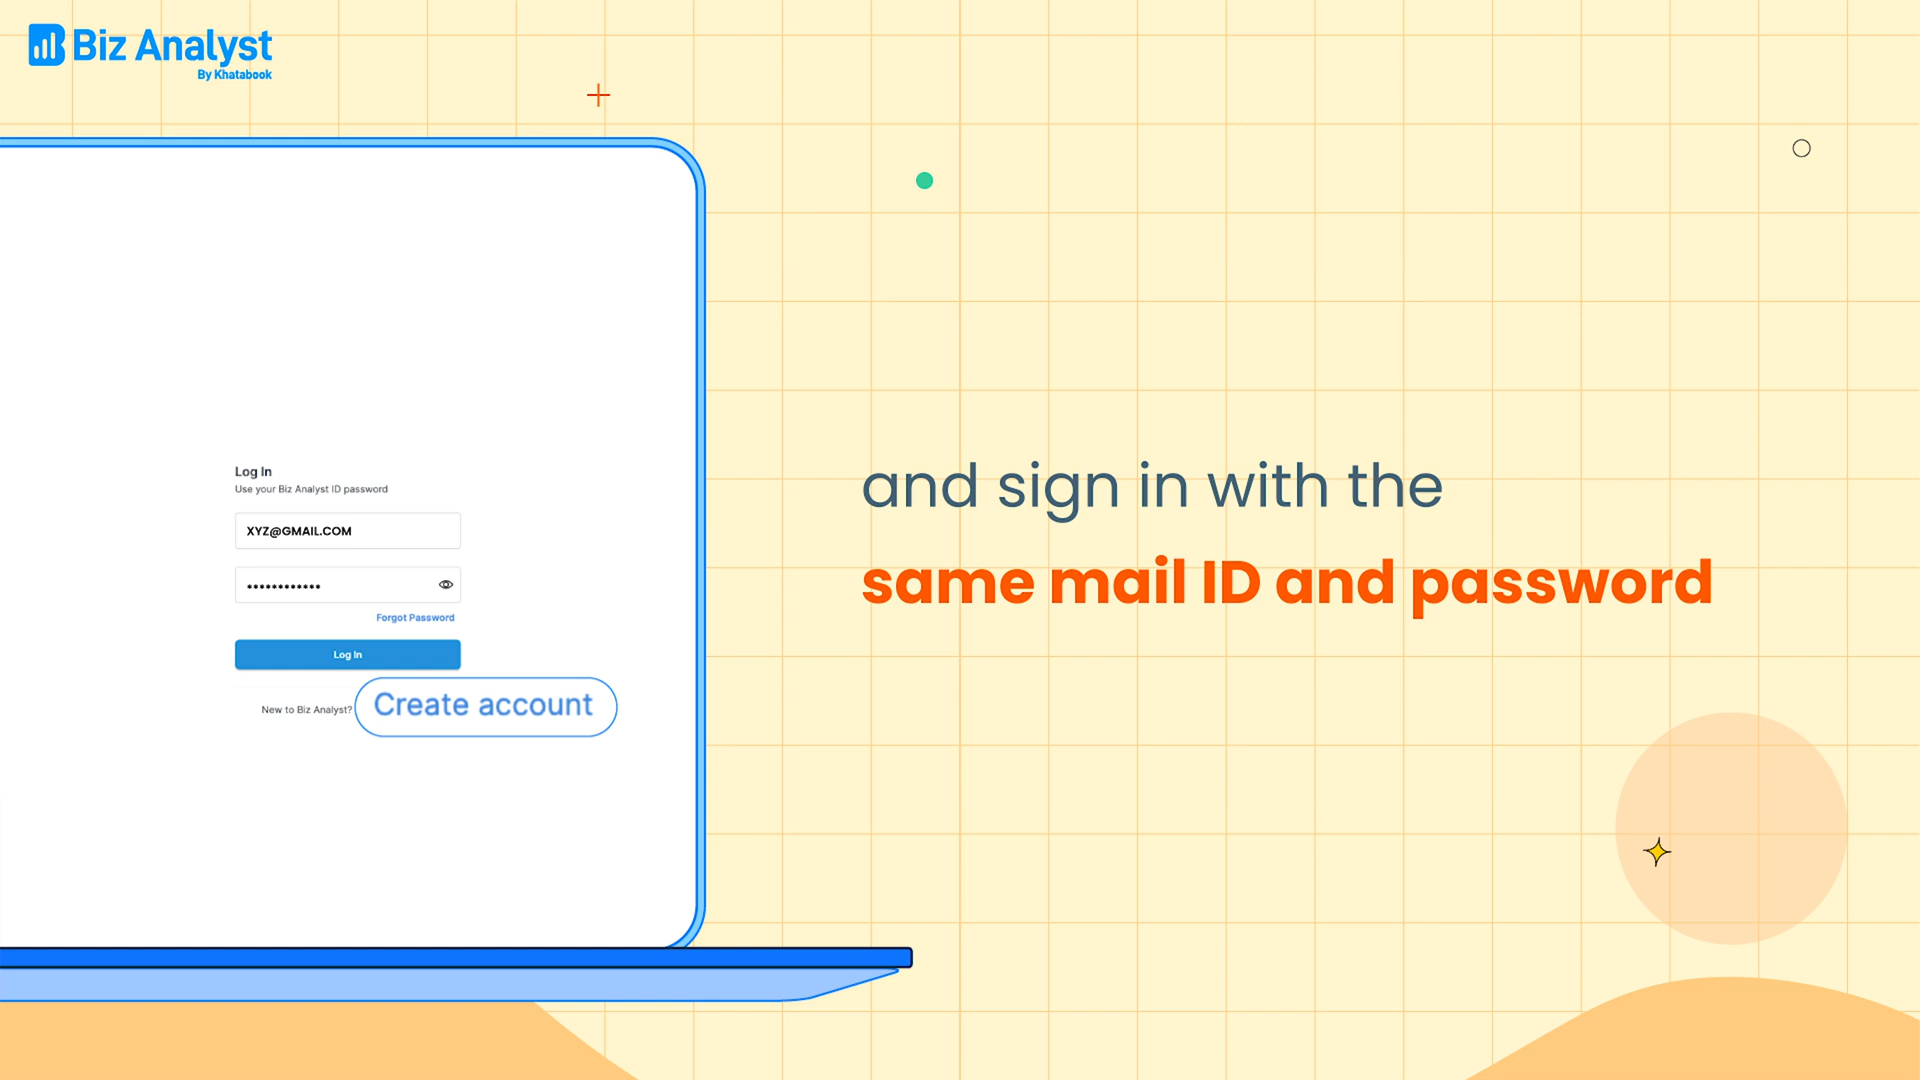 Biz Analyst
By Khatabook
Log In
Use your Biz Analyst ID password
XYZ@GMAIL.COM
************
Forgot Password
Log In
New to Biz Analyst? Create account
and sign in with the
same mail ID and password